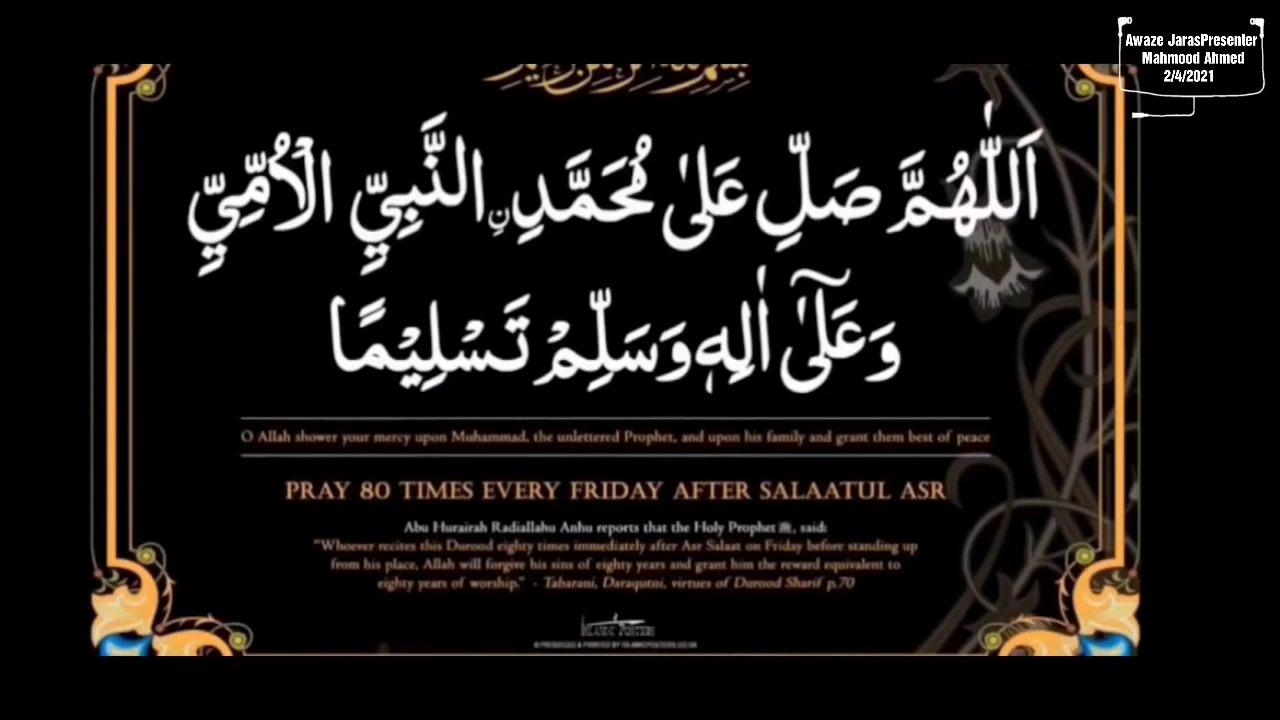 Awaze JarasPresenter
Mahmood Ahmed
2/4/2021
اَللّٰهُمَّ صَلِّ عَلىٰ مُحَمَّدِ نِ النَّبِيِّ الْاُمِّيِّ
وَعَلىٰٓ اٰلِهٖ وَسَلِّمْ تَسْلِيْمًا
O Allah shower your mercy upon Muhammad, the unlettered Prophet, and upon his family and grant them best of peace
PRAY 80 TIMES EVERY FRIDAY AFTER SALAATUL ASR
Abu Hurairah Radiallahu Anhu reports that the Holy Prophet ﷺ, said:
"Whoever recites this Durood eighty times immediately after Asr Salaat on Friday before standing up
from his place, Allah will forgive his sins of eighty years and grant him the reward equivalent to
eighty years of worship." - Tabarani, Daraqutni, virtues of Durood Sharif p.70
ISLAMIC POSTERS